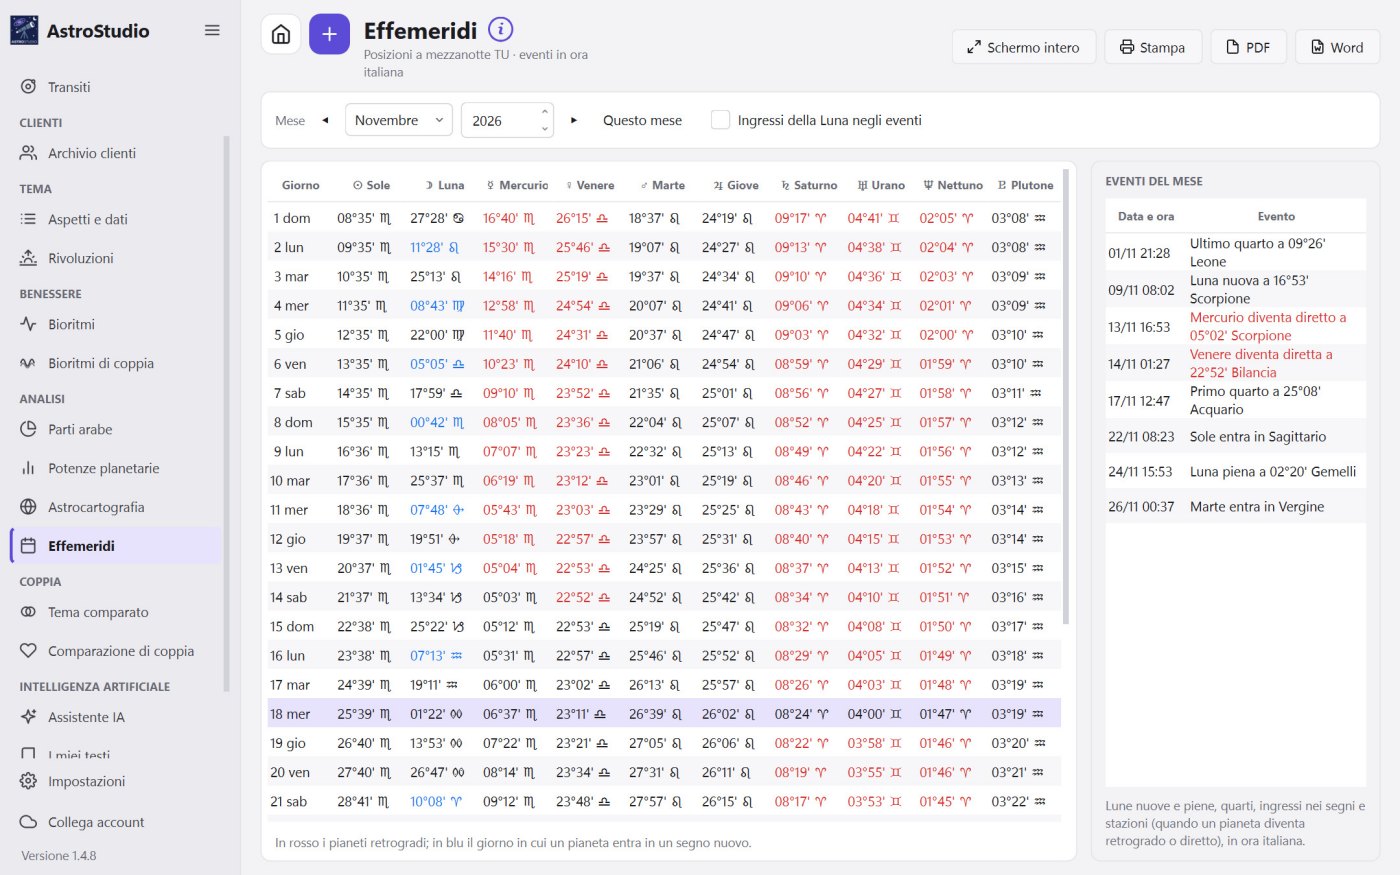 AstroStudio
Transiti
CLIENTI
Archivio clienti
TEMA
Aspetti e dati
Rivoluzioni
BENESSERE
Bioritmi
Bioritmi di coppia
ANALISI
Parti arabe
Potenze planetarie
Astrocartografia
Effemeridi
COPPIA
Tema comparato
Comparazione di coppia
INTELLIGENZA ARTIFICIALE
Assistente IA
I miei testi
Impostazioni
Collega account
Versione 1.4.8
Effemeridi
Posizioni a mezzanotte TU · eventi in ora
italiana
Schermo intero
Stampa
PDF
Word
Mese ◂ Novembre 2026 ▸ Questo mese Ingressi della Luna negli eventi
Giorno ☉ Sole ☽ Luna ☿ Mercurio ♀ Venere ♂ Marte ♃ Giove ♄ Saturno ♅ Urano ♆ Nettuno ♇ Plutone
1 dom 08°35' ♏ 27°28' ♋ 16°40' ♏ 26°15' ♎ 18°37' ♌ 24°19' ♌ 09°17' ♈ 04°41' ♊ 02°05' ♈ 03°08' ♒
2 lun 09°35' ♏ 11°28' ♌ 15°30' ♏ 25°46' ♎ 19°07' ♌ 24°27' ♌ 09°13' ♈ 04°38' ♊ 02°04' ♈ 03°08' ♒
3 mar 10°35' ♏ 25°13' ♌ 14°16' ♏ 25°19' ♎ 19°37' ♌ 24°34' ♌ 09°10' ♈ 04°36' ♊ 02°03' ♈ 03°09' ♒
4 mer 11°35' ♏ 08°43' ♍ 12°58' ♏ 24°54' ♎ 20°07' ♌ 24°41' ♌ 09°06' ♈ 04°34' ♊ 02°01' ♈ 03°09' ♒
5 gio 12°35' ♏ 22°00' ♍ 11°40' ♏ 24°31' ♎ 20°37' ♌ 24°47' ♌ 09°03' ♈ 04°32' ♊ 02°00' ♈ 03°10' ♒
6 ven 13°35' ♏ 05°05' ♎ 10°23' ♏ 24°10' ♎ 21°06' ♌ 24°54' ♌ 08°59' ♈ 04°29' ♊ 01°59' ♈ 03°10' ♒
7 sab 14°35' ♏ 17°59' ♎ 09°10' ♏ 23°52' ♎ 21°35' ♌ 25°01' ♌ 08°56' ♈ 04°27' ♊ 01°58' ♈ 03°11' ♒
8 dom 15°35' ♏ 00°42' ♏ 08°05' ♏ 23°36' ♎ 22°04' ♌ 25°07' ♌ 08°52' ♈ 04°25' ♊ 01°57' ♈ 03°12' ♒
9 lun 16°36' ♏ 13°15' ♏ 07°07' ♏ 23°23' ♎ 22°32' ♌ 25°13' ♌ 08°49' ♈ 04°22' ♊ 01°56' ♈ 03°12' ♒
10 mar 17°36' ♏ 25°37' ♏ 06°19' ♏ 23°12' ♎ 23°01' ♌ 25°19' ♌ 08°46' ♈ 04°20' ♊ 01°55' ♈ 03°13' ♒
11 mer 18°36' ♏ 07°48' ♐ 05°43' ♏ 23°03' ♎ 23°29' ♌ 25°25' ♌ 08°43' ♈ 04°18' ♊ 01°54' ♈ 03°14' ♒
12 gio 19°37' ♏ 19°51' ♐ 05°18' ♏ 22°57' ♎ 23°57' ♌ 25°31' ♌ 08°40' ♈ 04°15' ♊ 01°53' ♈ 03°14' ♒
13 ven 20°37' ♏ 01°45' ♑ 05°04' ♏ 22°53' ♎ 24°25' ♌ 25°36' ♌ 08°37' ♈ 04°13' ♊ 01°52' ♈ 03°15' ♒
14 sab 21°37' ♏ 13°34' ♑ 05°03' ♏ 22°52' ♎ 24°52' ♌ 25°42' ♌ 08°34' ♈ 04°10' ♊ 01°51' ♈ 03°16' ♒
15 dom 22°38' ♏ 25°22' ♑ 05°12' ♏ 22°53' ♎ 25°19' ♌ 25°47' ♌ 08°32' ♈ 04°08' ♊ 01°50' ♈ 03°17' ♒
16 lun 23°38' ♏ 07°13' ♒ 05°31' ♏ 22°57' ♎ 25°46' ♌ 25°52' ♌ 08°29' ♈ 04°05' ♊ 01°49' ♈ 03°18' ♒
17 mar 24°39' ♏ 19°11' ♒ 06°00' ♏ 23°02' ♎ 26°13' ♌ 25°57' ♌ 08°26' ♈ 04°03' ♊ 01°48' ♈ 03°19' ♒
18 mer 25°39' ♏ 01°22' ♓ 06°37' ♏ 23°11' ♎ 26°39' ♌ 26°02' ♌ 08°24' ♈ 04°00' ♊ 01°47' ♈ 03°19' ♒
19 gio 26°40' ♏ 13°53' ♓ 07°22' ♏ 23°21' ♎ 27°05' ♌ 26°06' ♌ 08°22' ♈ 03°58' ♊ 01°46' ♈ 03°20' ♒
20 ven 27°40' ♏ 26°47' ♓ 08°14' ♏ 23°34' ♎ 27°31' ♌ 26°11' ♌ 08°19' ♈ 03°55' ♊ 01°46' ♈ 03°21' ♒
21 sab 28°41' ♏ 10°08' ♈ 09°12' ♏ 23°48' ♎ 27°57' ♌ 26°15' ♌ 08°17' ♈ 03°53' ♊ 01°45' ♈ 03°22' ♒
In rosso i pianeti retrogradi; in blu il giorno in cui un pianeta entra in un segno nuovo.
EVENTI DEL MESE
Data e ora Evento
01/11 21:28 Ultimo quarto a 09°26'
Leone
09/11 08:02 Luna nuova a 16°53'
Scorpione
13/11 16:53 Mercurio diventa diretto a
05°02' Scorpione
14/11 01:27 Venere diventa diretta a
22°52' Bilancia
17/11 12:47 Primo quarto a 25°08'
Acquario
22/11 08:23 Sole entra in Sagittario
24/11 15:53 Luna piena a 02°20' Gemelli
26/11 00:37 Marte entra in Vergine
Lune nuove e piene, quarti, ingressi nei segni e
stazioni (quando un pianeta diventa
retrogrado o diretto), in ora italiana.